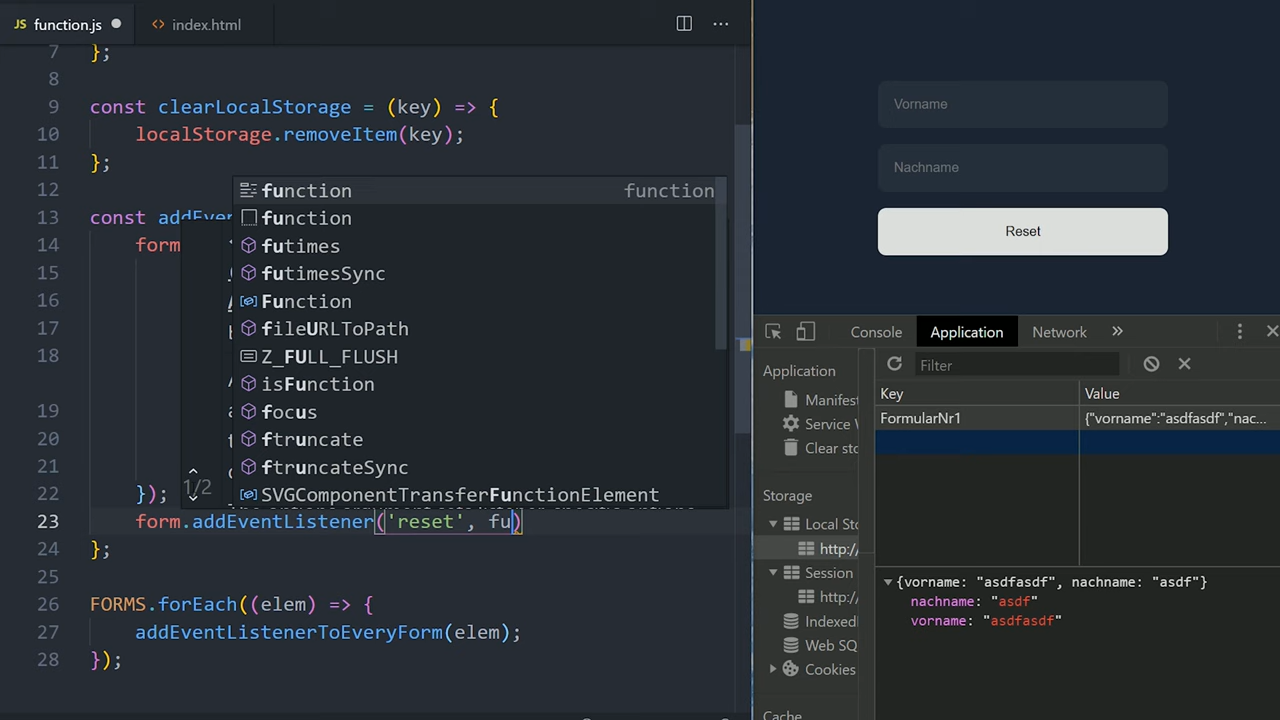 JS function.js
<> index.html
...
7 };
8
9 const clearLocalStorage = (key) => {
10 localStorage.removeItem(key);
11 };
12
13 const addEven
14 form
15
16
17
18
19
20
21
22 });
23 form.addEventListener('reset', fu)
24 };
25
26 FORMS.forEach((elem) => {
27 addEventListenerToEveryForm(elem);
28 });
function function
function
futimes
futimesSync
Function
fileURLToPath
Z_FULL_FLUSH
isFunction
focus
ftruncate
ftruncateSync
SVGComponentTransferFunctionElement
1/2
Vorname
Nachname
Reset
Console Application Network »
Application
Manifest
Service
Clear sto
Storage
Local Sto
http:/
Session
http:/
Indexed
Web SQ
Cookies
Cache
Filter
Key Value
FormularNr1 {"vorname":"asdfasdf","nac...
{vorname: "asdfasdf", nachname: "asdf"}
nachname: "asdf"
vorname: "asdfasdf"